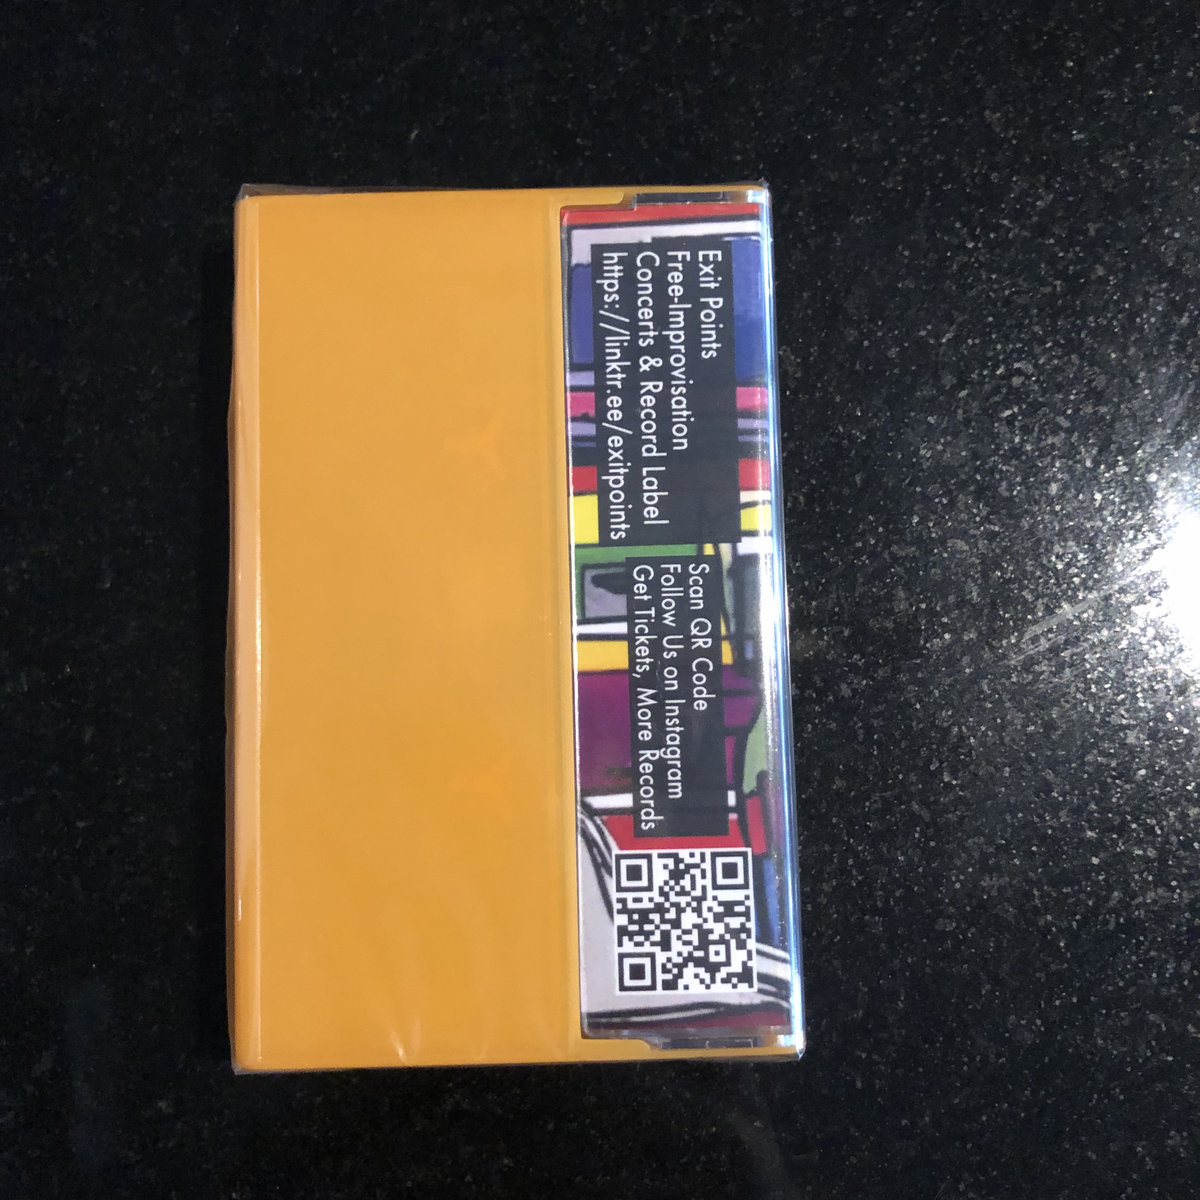 Exit Points
Free-Improvisation
Concerts & Record Label
https://linktr.ee/exitpoints
Scan QR Code
Follow Us on Instagram
Get Tickets, More Records